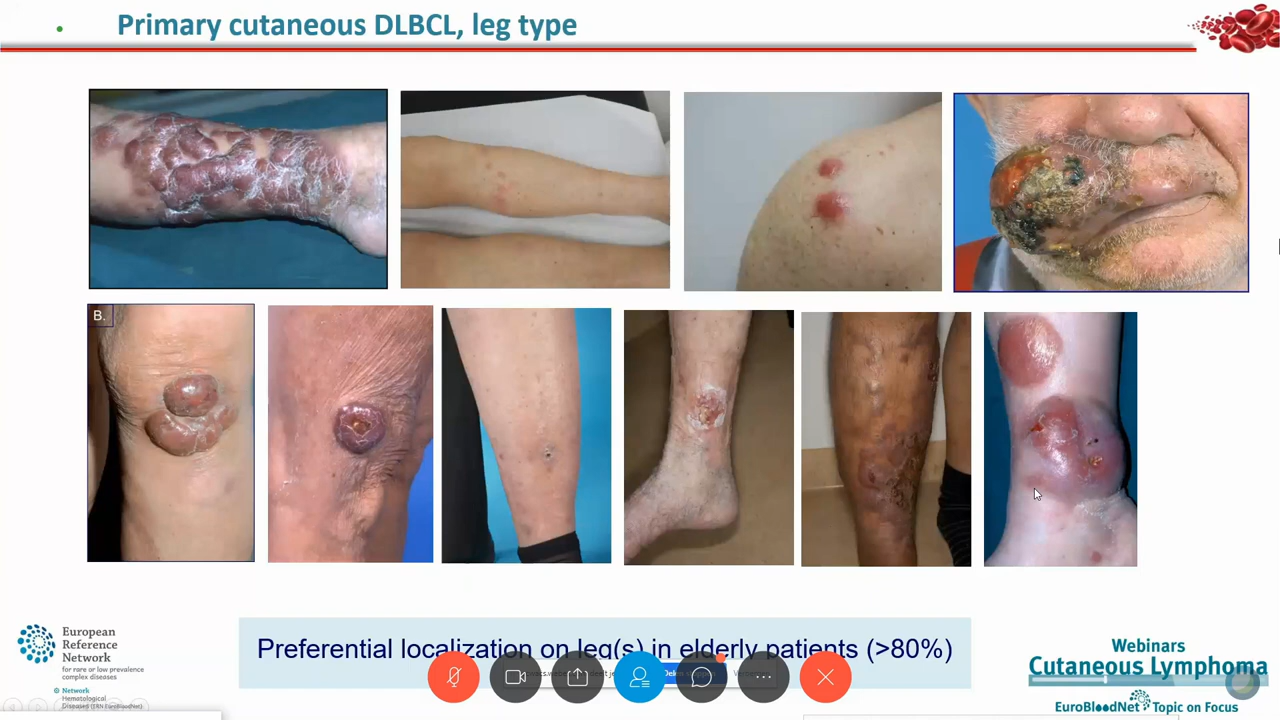 Primary cutaneous DLBCL, leg type
B.
Preferential localization on leg(s) in elderly patients (>80%)
European
Reference
Network
for rare or low prevalence
complex diseases
Network
Hematological
Diseases (ERN EuroBloodNet)
Webinars
Cutaneous Lymphoma
EuroBloodNet Topic on Focus